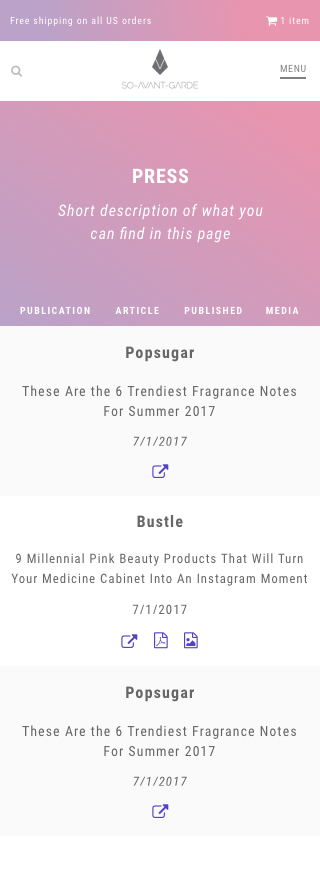 Free shipping on all US orders
1 item
SO-AVANT-GARDE
MENU
PRESS
Short description of what you
can find in this page
PUBLICATION ARTICLE PUBLISHED MEDIA
Popsugar
These Are the 6 Trendiest Fragrance Notes
For Summer 2017
7/1/2017
Bustle
9 Millennial Pink Beauty Products That Will Turn
Your Medicine Cabinet Into An Instagram Moment
7/1/2017
Popsugar
These Are the 6 Trendiest Fragrance Notes
For Summer 2017
7/1/2017